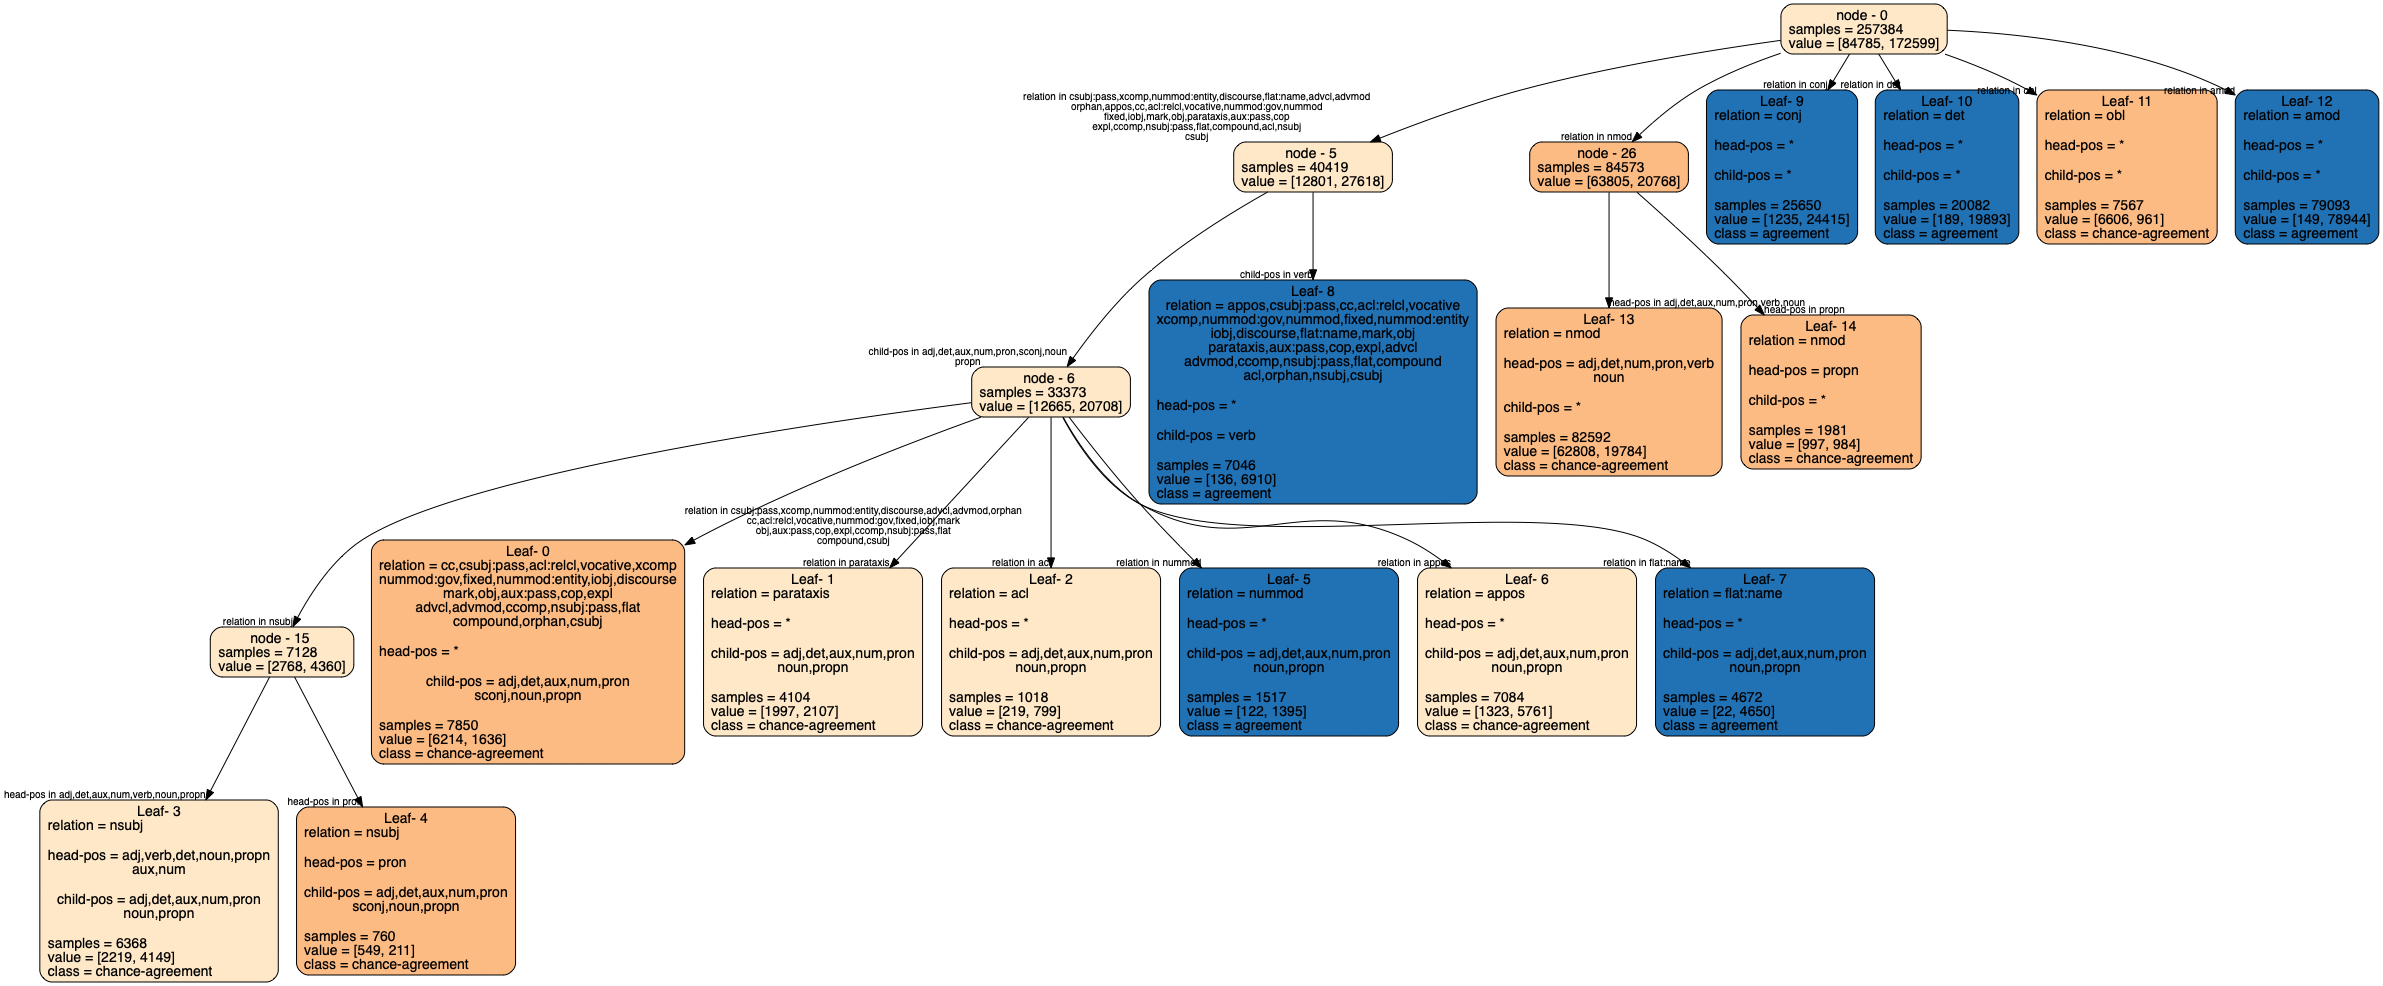 node - 0
samples = 257384
value = [84785, 172599]
relation in csubj:pass,xcomp,nummod:entity,discourse,flat:name,advcl,advmod
orphan,appos,cc,acl:relcl,vocative,nummod:gov,nummod
fixed,iobj,mark,obj,parataxis,aux:pass,cop
expl,ccomp,nsubj:pass,flat,compound,acl,nsubj
csubj
relation in nmod
relation in conj
relation in det
relation in obl
relation in amod
node - 5
samples = 40419
value = [12801, 27618]
node - 26
samples = 84573
value = [63805, 20768]
Leaf- 9
relation = conj
head-pos = *
child-pos = *
samples = 25650
value = [1235, 24415]
class = agreement
Leaf- 10
relation = det
head-pos = *
child-pos = *
samples = 20082
value = [189, 19893]
class = agreement
Leaf- 11
relation = obl
head-pos = *
child-pos = *
samples = 7567
value = [6606, 961]
class = chance-agreement
Leaf- 12
relation = amod
head-pos = *
child-pos = *
samples = 79093
value = [149, 78944]
class = agreement
child-pos in adj,det,aux,num,pron,sconj,noun
propn
child-pos in verb
head-pos in adj,det,aux,num,pron,verb,noun
head-pos in propn
node - 6
samples = 33373
value = [12665, 20708]
Leaf- 8
relation = appos,csubj:pass,cc,acl:relcl,vocative
xcomp,nummod:gov,nummod,fixed,nummod:entity
iobj,discourse,flat:name,mark,obj
parataxis,aux:pass,cop,expl,advcl
advmod,ccomp,nsubj:pass,flat,compound
acl,orphan,nsubj,csubj
head-pos = *
child-pos = verb
samples = 7046
value = [136, 6910]
class = agreement
Leaf- 13
relation = nmod
head-pos = adj,det,num,pron,verb
noun
child-pos = *
samples = 82592
value = [62808, 19784]
class = chance-agreement
Leaf- 14
relation = nmod
head-pos = propn
child-pos = *
samples = 1981
value = [997, 984]
class = chance-agreement
relation in nsubj
relation in csubj:pass,xcomp,nummod:entity,discourse,advcl,advmod,orphan
cc,acl:relcl,vocative,nummod:gov,fixed,iobj,mark
obj,aux:pass,cop,expl,ccomp,nsubj:pass,flat
compound,csubj
relation in parataxis
relation in acl
relation in nummod
relation in appos
relation in flat:name
node - 15
samples = 7128
value = [2768, 4360]
Leaf- 0
relation = cc,csubj:pass,acl:relcl,vocative,xcomp
nummod:gov,fixed,nummod:entity,iobj,discourse
mark,obj,aux:pass,cop,expl
advcl,advmod,ccomp,nsubj:pass,flat
compound,orphan,csubj
head-pos = *
child-pos = adj,det,aux,num,pron
sconj,noun,propn
samples = 7850
value = [6214, 1636]
class = chance-agreement
Leaf- 1
relation = parataxis
head-pos = *
child-pos = adj,det,aux,num,pron
noun,propn
samples = 4104
value = [1997, 2107]
class = chance-agreement
Leaf- 2
relation = acl
head-pos = *
child-pos = adj,det,aux,num,pron
noun,propn
samples = 1018
value = [219, 799]
class = chance-agreement
Leaf- 5
relation = nummod
head-pos = *
child-pos = adj,det,aux,num,pron
noun,propn
samples = 1517
value = [122, 1395]
class = agreement
Leaf- 6
relation = appos
head-pos = *
child-pos = adj,det,aux,num,pron
noun,propn
samples = 7084
value = [1323, 5761]
class = chance-agreement
Leaf- 7
relation = flat:name
head-pos = *
child-pos = adj,det,aux,num,pron
noun,propn
samples = 4672
value = [22, 4650]
class = agreement
head-pos in adj,det,aux,num,verb,noun,propn
head-pos in pron
Leaf- 3
relation = nsubj
head-pos = adj,verb,det,noun,propn
aux,num
child-pos = adj,det,aux,num,pron
noun,propn
samples = 6368
value = [2219, 4149]
class = chance-agreement
Leaf- 4
relation = nsubj
head-pos = pron
child-pos = adj,det,aux,num,pron
sconj,noun,propn
samples = 760
value = [549, 211]
class = chance-agreement